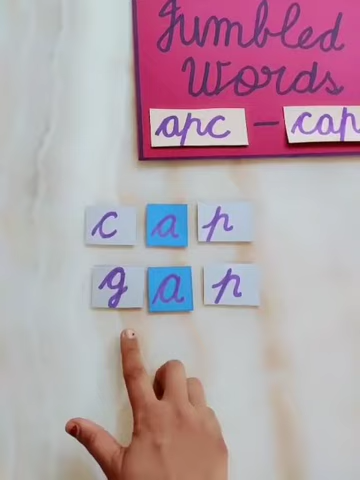 Jumbled
Words
apc – cap
c a p
g a p